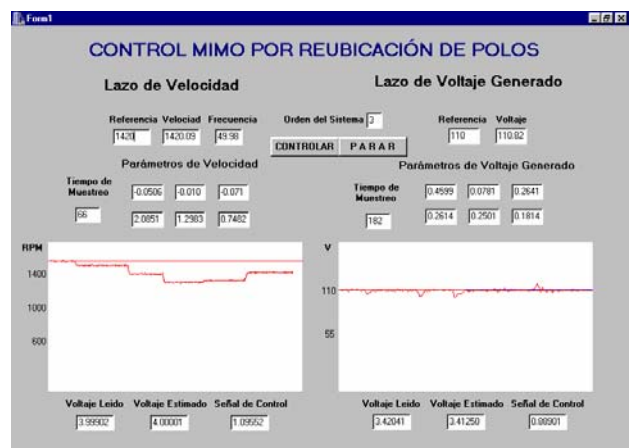 Form1
CONTROL MIMO POR REUBICACIÓN DE POLOS
Lazo de Velocidad
Lazo de Voltaje Generado
Referencia Velociad Frecuencia
1420 1420.09 49.98
Orden del Sistema 3
Referencia Voltaje
110 110.82
CONTROLAR P A R A R
Parámetros de Velocidad
Parámetros de Voltaje Generado
Tiempo de
Muestreo
66
-0.0506 -0.010 -0.071
2.0851 1.2983 0.7482
Tiempo de
Muestreo
182
0.4599 0.0781 0.2641
0.2614 0.2501 0.1814
RPM
1400
1000
600
V
110
55
Voltaje Leido Voltaje Estimado Señal de Control
3.99902 4.00001 1.09552
Voltaje Leido Voltaje Estimado Señal de Control
3.42041 3.41250 0.88901